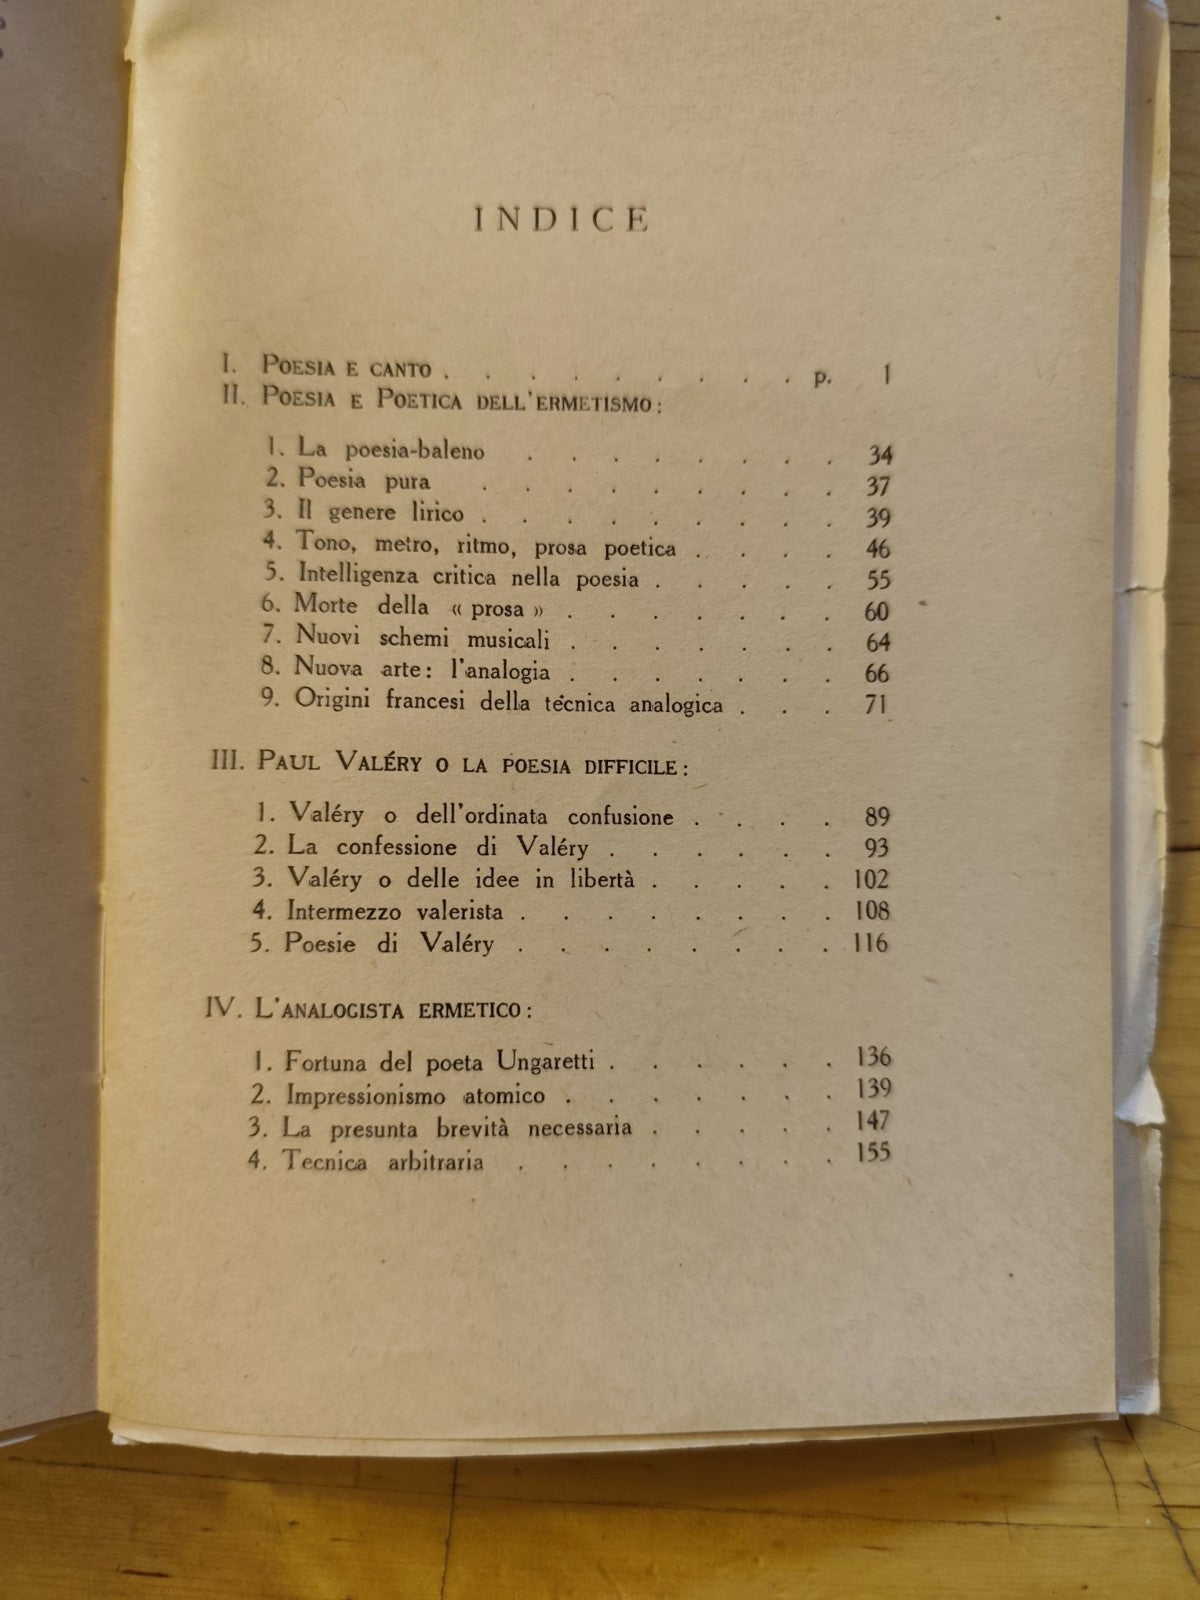 INDICE
I. Poesia e canto . . . . . . . . . p. 1
II. Poesia e Poetica dell'ermetismo:
1. La poesia-baleno . . . . . . . . 34
2. Poesia pura . . . . . . . . . 37
3. Il genere lirico . . . . . . . . . 39
4. Tono, metro, ritmo, prosa poetica . . . . 46
5. Intelligenza critica nella poesia . . . . . 55
6. Morte della « prosa » . . . . . . . 60
7. Nuovi schemi musicali . . . . . . . 64
8. Nuova arte: l'analogia . . . . . . . 66
9. Origini francesi della tecnica analogica . . . 71
III. Paul Valéry o la poesia difficile:
1. Valéry o dell'ordinata confusione . . . . 89
2. La confessione di Valéry . . . . . . 93
3. Valéry o delle idee in libertà . . . . . 102
4. Intermezzo valerista . . . . . . . . 108
5. Poesie di Valéry . . . . . . . . 116
IV. L'analogista ermetico:
1. Fortuna del poeta Ungaretti . . . . . . 136
2. Impressionismo atomico . . . . . . . 139
3. La presunta brevità necessaria . . . . . 147
4. Tecnica arbitraria . . . . . . . . 155